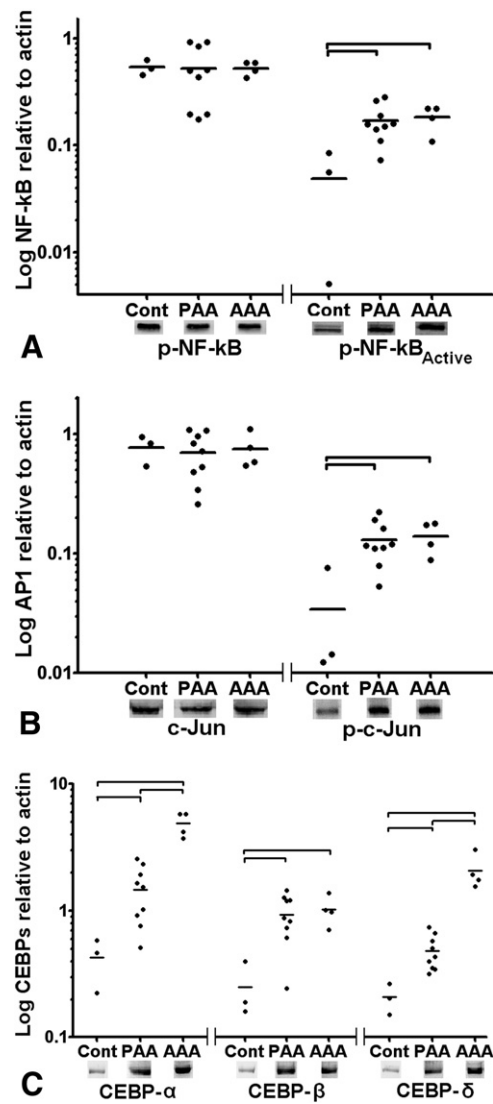 Log NF-kB relative to actin
1
0.1
0.01
Cont PAA AAA Cont PAA AAA
p-NF-kB p-NF-kBActive
A
Log AP1 relative to actin
1
0.1
0.01
Cont PAA AAA Cont PAA AAA
c-Jun p-c-Jun
B
Log CEBPs relative to actin
10
1
0.1
Cont PAA AAA Cont PAA AAA Cont PAA AAA
CEBP-α CEBP-β CEBP-δ
C